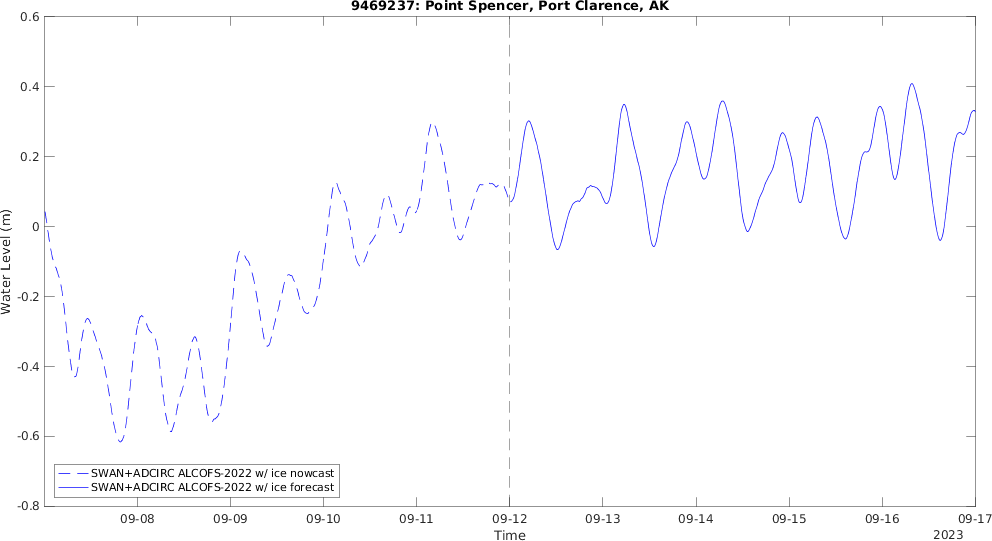 9469237: Point Spencer, Port Clarence, AK
0.6
0.4
0.2
0
-0.2
-0.4
-0.6
-0.8
Water Level (m)
SWAN+ADCIRC ALCOFS-2022 w/ ice nowcast
SWAN+ADCIRC ALCOFS-2022 w/ ice forecast
09-08 09-09 09-10 09-11 09-12 09-13 09-14 09-15 09-16 09-17
Time
2023